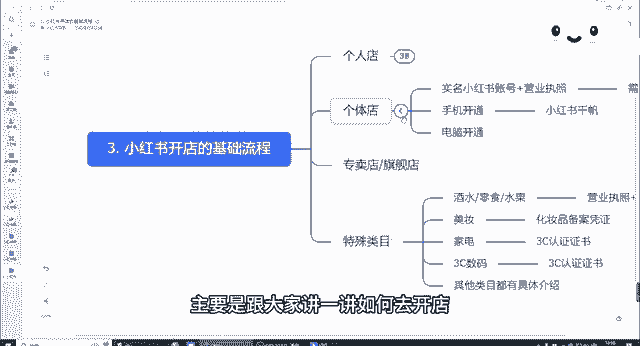 3. 小红书开店的基础流程
个人店
38
个体店
实名小红书账号+营业执照
手机开通
小红书千帆
电脑开通
专卖店/旗舰店
特殊类目
酒水/零食/水果
营业执照+
美妆
化妆品备案凭证
家电
3C认证证书
3C数码
3C认证证书
其他类目都有具体介绍
主要是跟大家讲一讲如何去开店